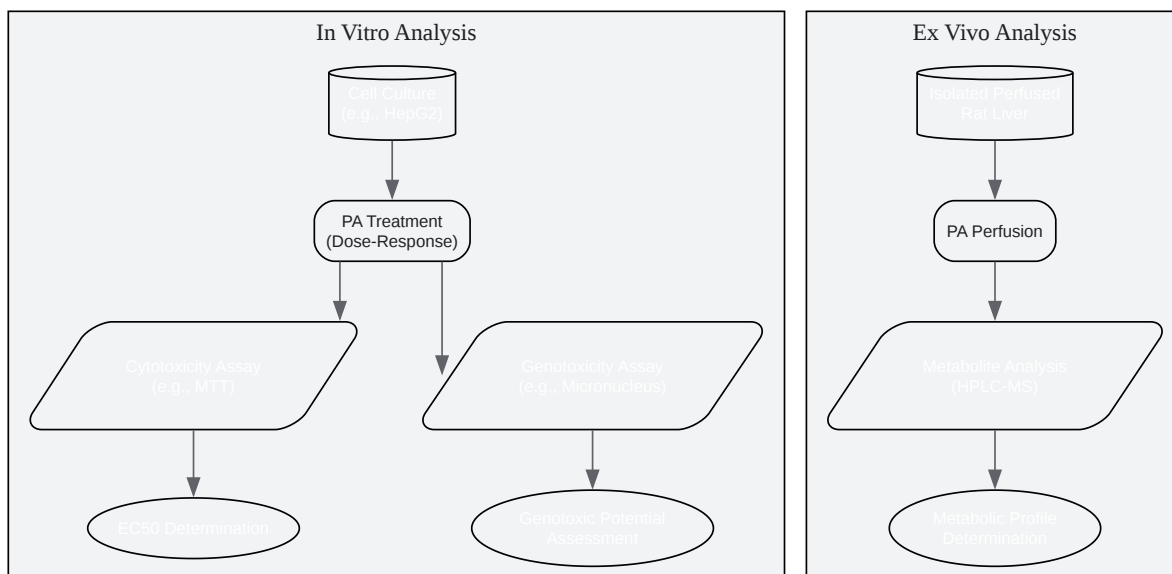 In Vitro Analysis
Cell Culture
(e.g., HepG2)
PA Treatment
(Dose-Response)
Cytotoxicity Assay
(e.g., MTT)
Genotoxicity Assay
(e.g., Micronucleus)
EC50 Determination
Genotoxic Potential
Assessment
Ex Vivo Analysis
Isolated Perfused
Rat Liver
PA Perfusion
Metabolite Analysis
(HPLC-MS)
Metabolic Profile
Determination